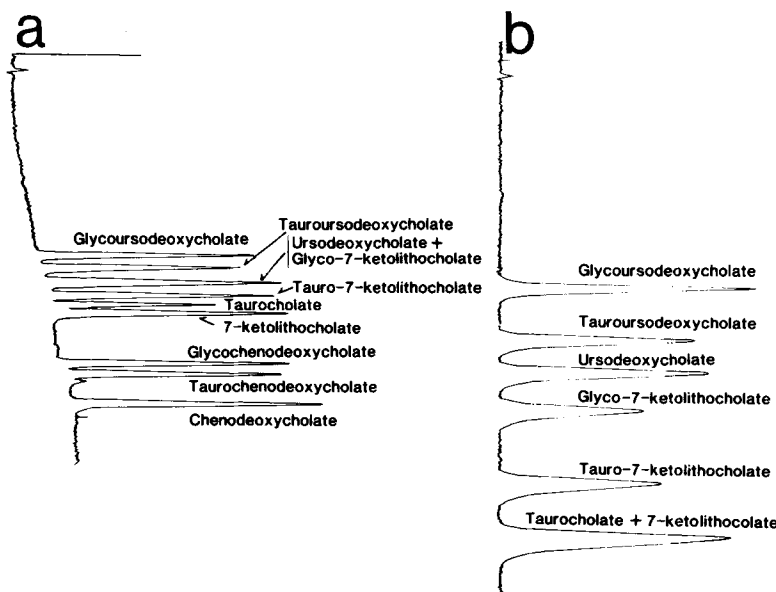 a
Glycoursodeoxycholate
Tauroursodeoxycholate
Ursodeoxycholate +
Glyco-7-ketolithocholate
Tauro-7-ketolithocholate
Taurocholate
7-ketolithocholate
Glycochenodeoxycholate
Taurochenodeoxycholate
Chenodeoxycholate
b
Glycoursodeoxycholate
Tauroursodeoxycholate
Ursodeoxycholate
Glyco-7-ketolithocholate
Tauro-7-ketolithocholate
Taurocholate + 7-ketolithocolate